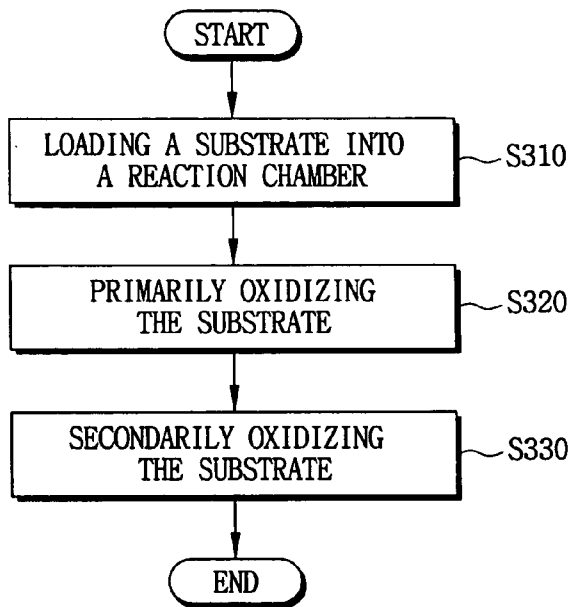 START
LOADING A SUBSTRATE INTO
A REACTION CHAMBER
S310
PRIMARILY OXIDIZING
THE SUBSTRATE
S320
SECONDARILY OXIDIZING
THE SUBSTRATE
S330
END